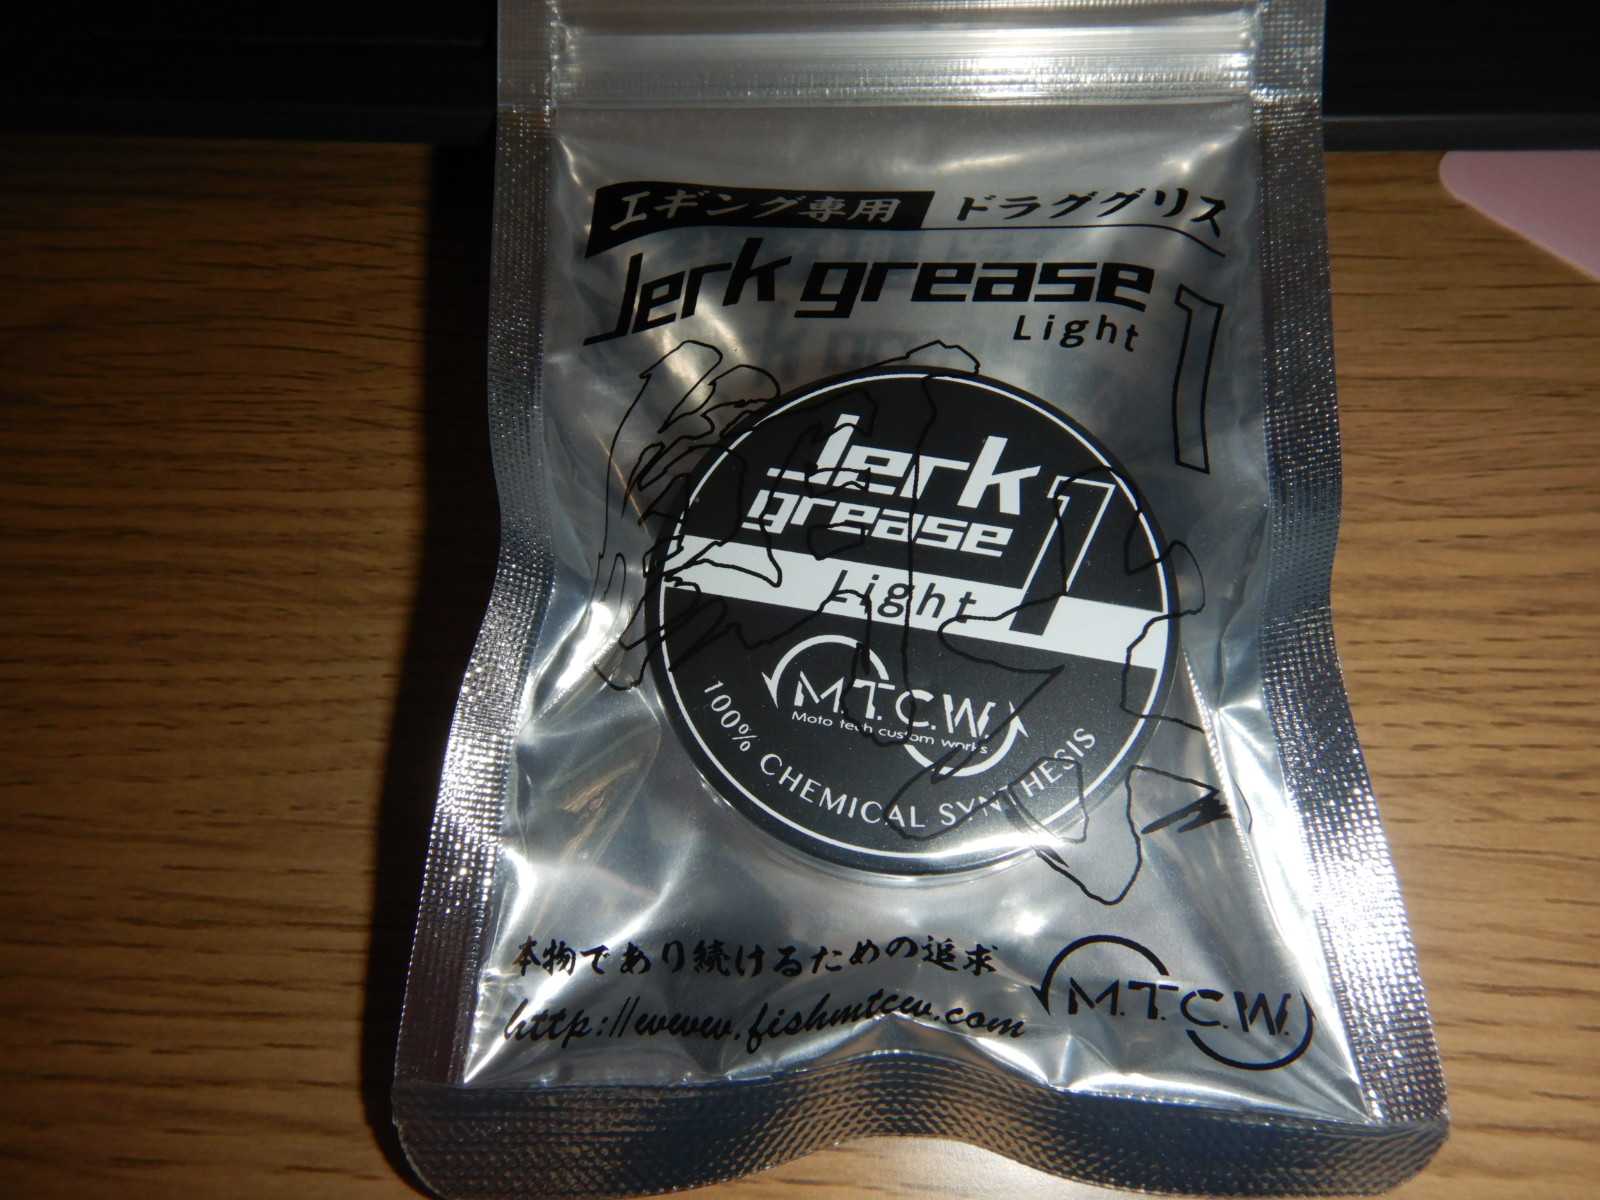 エギング専用 ドラググリス
Jerk grease 1
Light
Jerk
grease 1
Light
M.T.C.W.
Moto tech custom works
100% CHEMICAL SYNTHESIS
本物であり続けるための追求
http://www.fishmtcw.com
M.T.C.W.